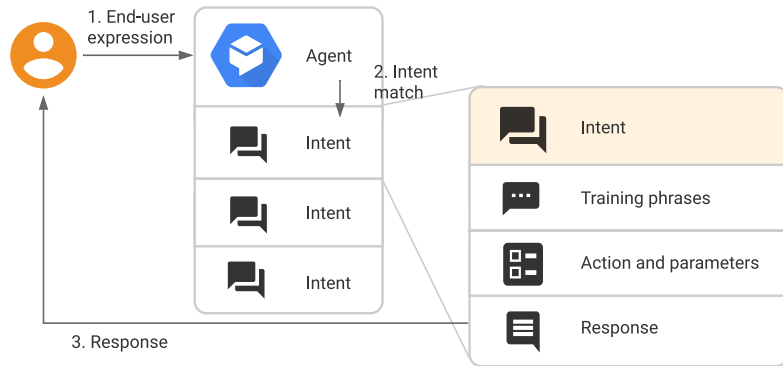 1. End-user
expression
Agent
2. Intent
match
Intent
Intent
Intent
Intent
Training phrases
Action and parameters
Response
3. Response